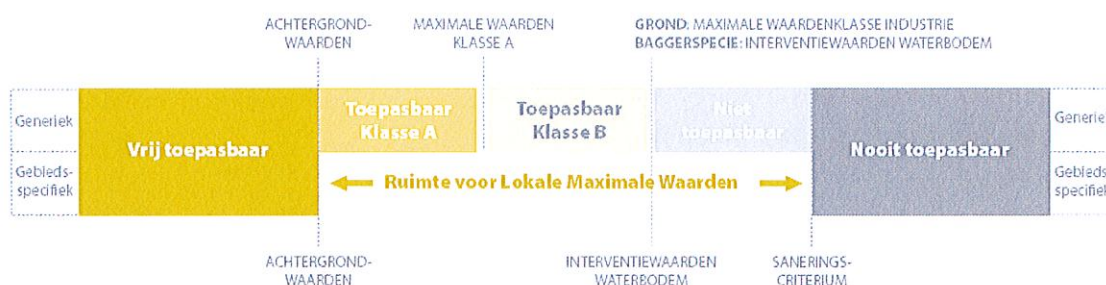 ACHTERGROND-
WAARDEN
MAXIMALE WAARDEN
KLASSE A
GROND: MAXIMALE WAARDENKLASSE INDUSTRIE
BAGGERSPECIE: INTERVENTIEWAARDEN WATERBODEM
Generiek
Vrij toepasbaar
Toepasbaar
Klasse A
Toepasbaar
Klasse B
Niet
toepasbaar
Nooit toepasbaar
Generiek
Gebieds-
specifiek
Ruimte voor Lokale Maximale Waarden
Gebieds
specifiek
ACHTERGROND-
WAARDEN
INTERVENTIEWAARDEN
WATERBODEM
SANERINGS-
CRITERIUM